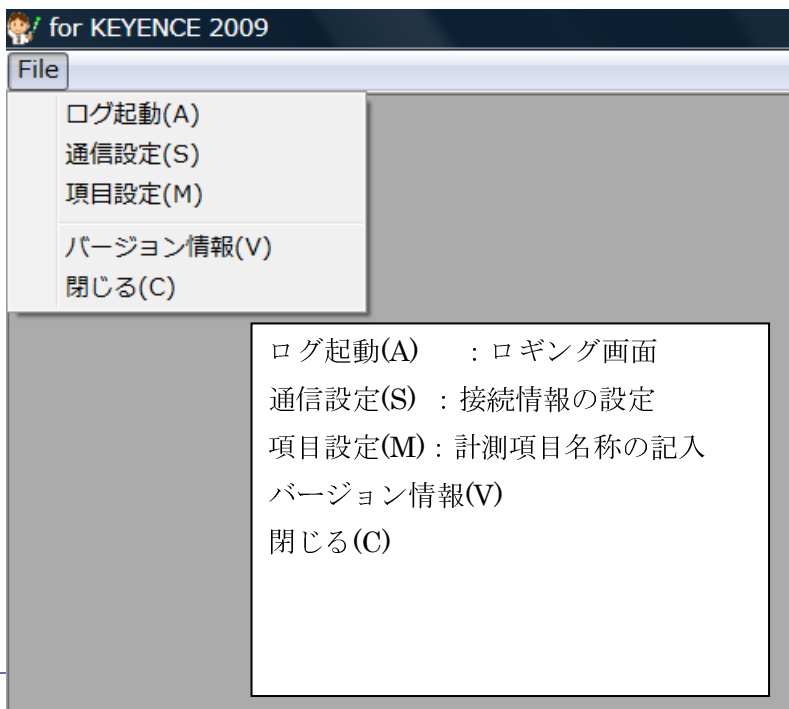 for KEYENCE 2009
File
ログ起動(A)
通信設定(S)
項目設定(M)
バージョン情報(V)
閉じる(C)
ログ起動(A) : ロギング画面
通信設定(S) : 接続情報の設定
項目設定(M) : 計測項目名称の記入
バージョン情報(V)
閉じる(C)